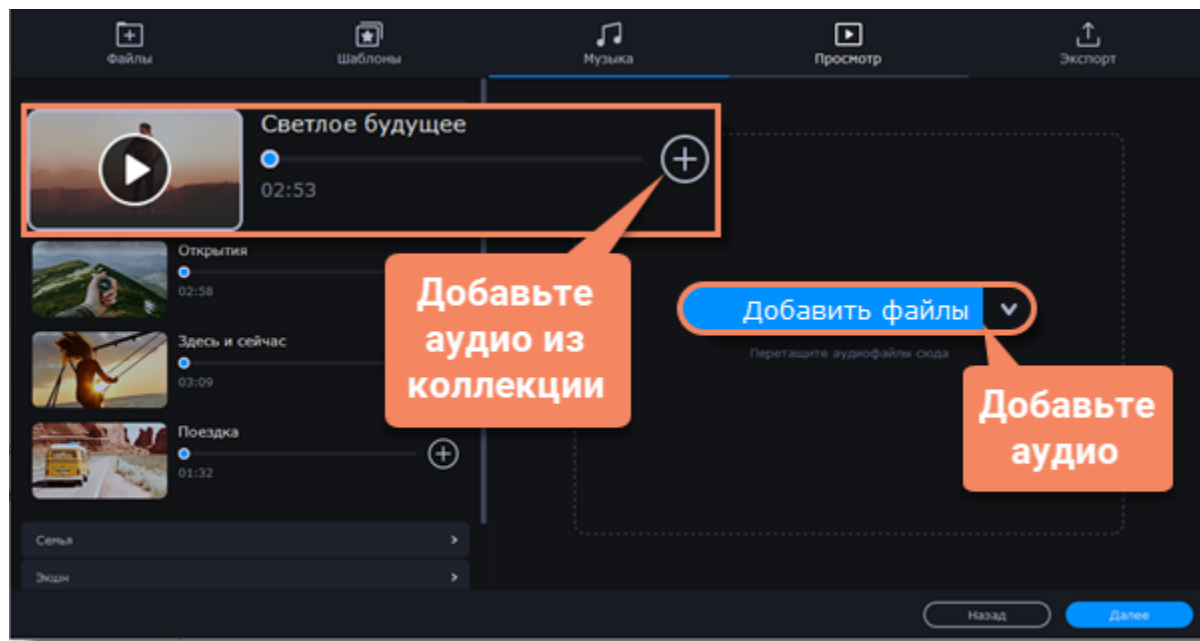 Файлы
Шаблоны
Музыка
Просмотр
Экспорт
Светлое будущее
02:53
Открытия
02:58
Здесь и сейчас
03:09
Поездка
01:32
Семья
Экшн
Добавьте
аудио из
коллекции
Добавить файлы
Перетащите аудиофайлы сюда
Добавьте
аудио
Назад
Далее